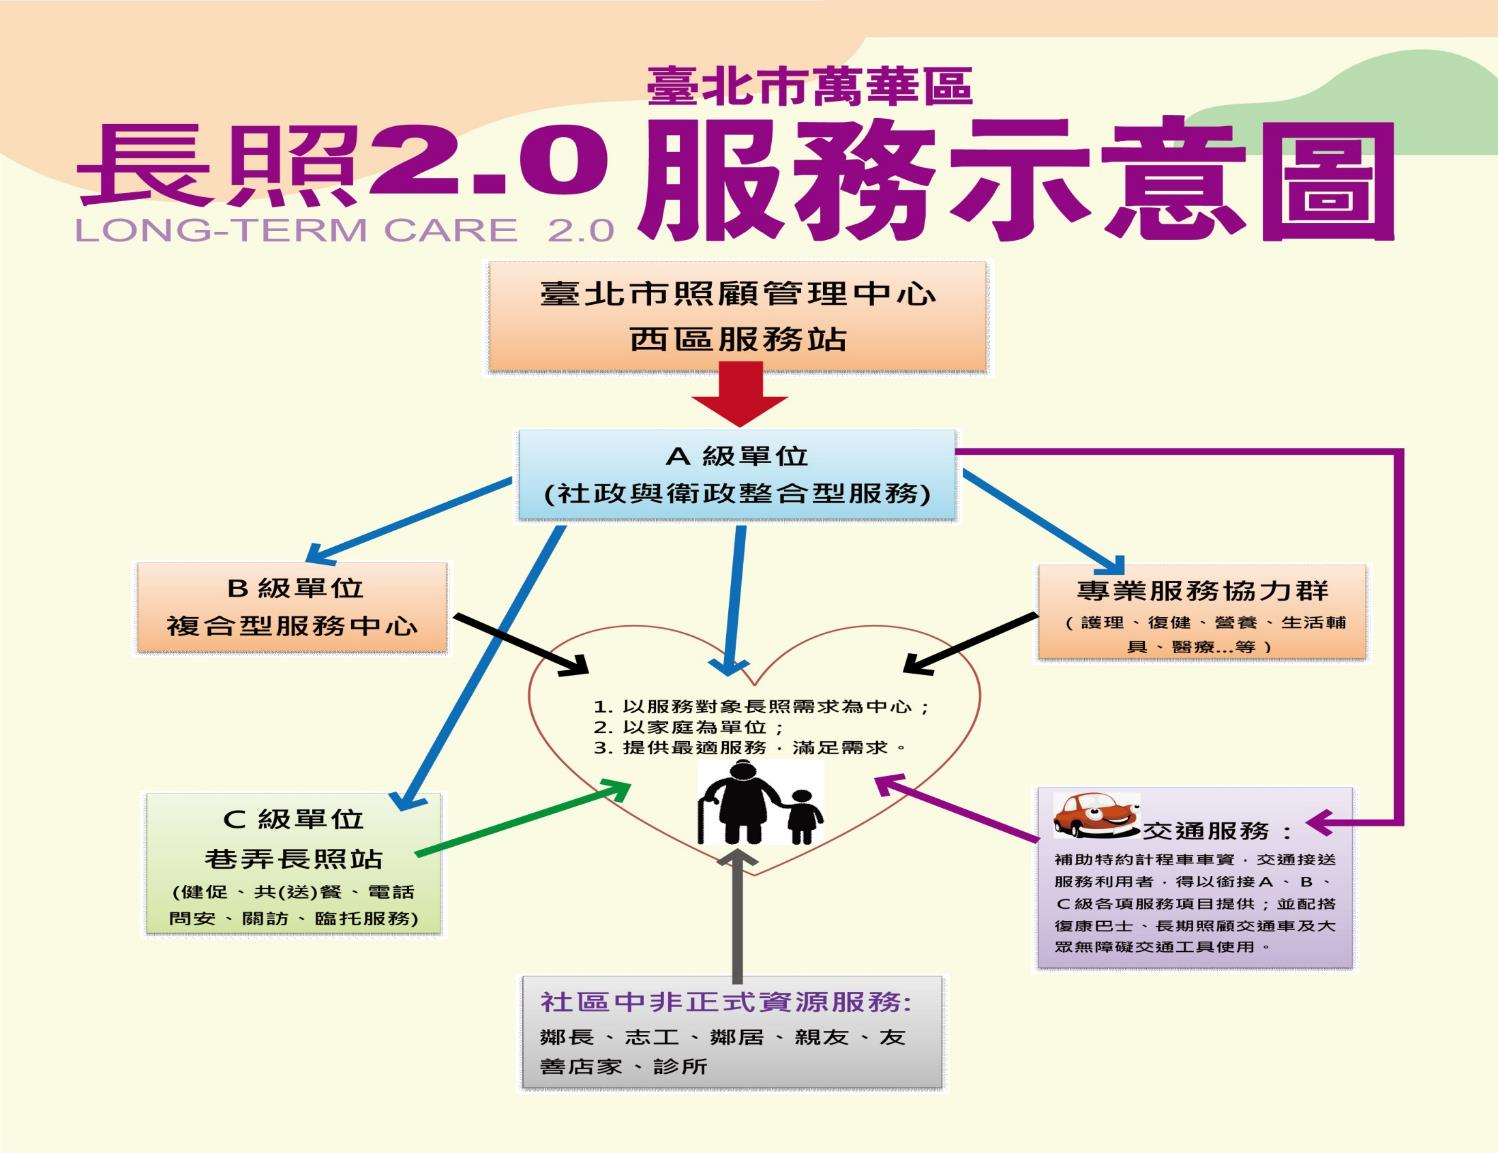 臺北市萬華區
長照2.0 服務示意圖
LONG-TERM CARE 2.0
臺北市照顧管理中心
西區服務站
A 級單位
(社政與衛政整合型服務)
B 級單位
複合型服務中心
專業服務協力群
(護理、復健、營養、生活輔
具、醫療...等)
1. 以服務對象長照需求為中心；
2. 以家庭為單位；
3. 提供最適服務，滿足需求。
C 級單位
巷弄長照站
(健促、共(送)餐、電話
問安、關訪、臨托服務)
交通服務：
補助特約計程車車資，交通接送
服務利用者，得以銜接A、B、
C級各項服務項目提供；並配搭
復康巴士、長期照顧交通車及大
眾無障礙交通工具使用。
社區中非正式資源服務:
鄰長、志工、鄰居、親友、友
善店家、診所